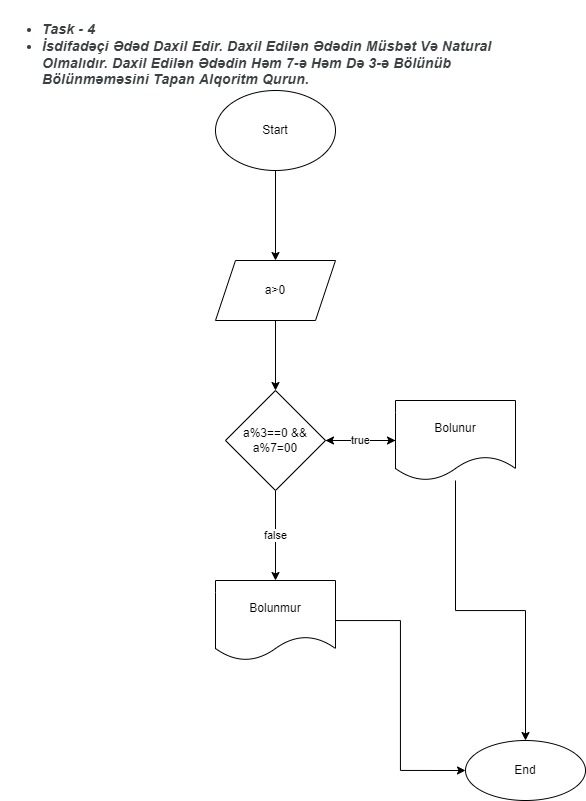 Task - 4
İsdifadəçi Ədəd Daxil Edir. Daxil Edilən Ədədin Müsbət Və Natural
Olmalıdır. Daxil Edilən Ədədin Həm 7-ə Həm Də 3-ə Bölünüb
Bölünməməsini Tapan Alqoritm Qurun.
Start
a>0
a%3==0 &&
a%7=00
true
Bolunur
false
Bolunmur
End